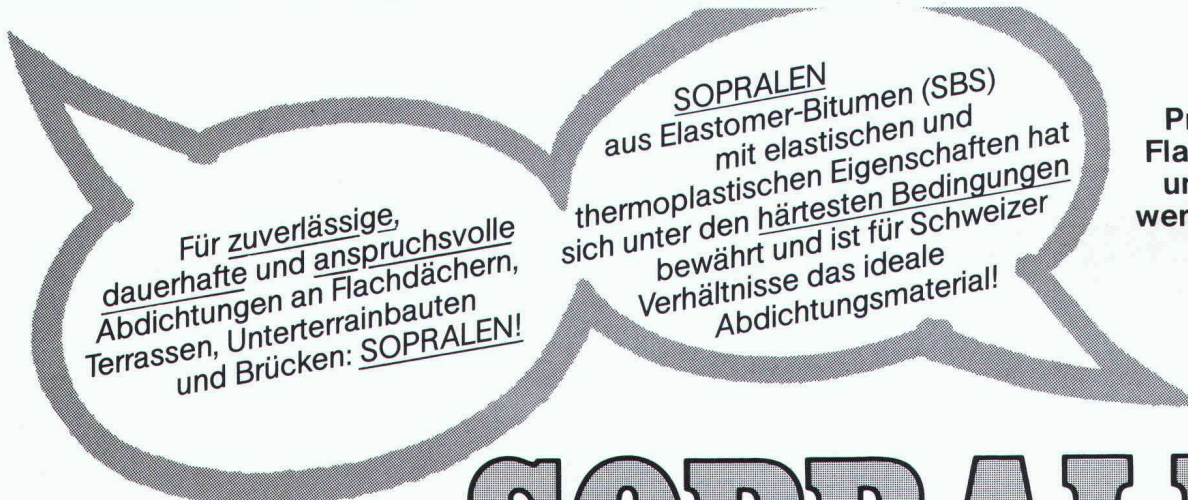 Für zuverlässige,
dauerhafte und anspruchsvolle
Abdichtungen an Flachdächern,
Terrassen, Unterterrainbauten
und Brücken: SOPRALEN!
SOPRALEN
aus Elastomer-Bitumen (SBS)
mit elastischen und
thermoplastischen Eigenschaften hat
sich unter den härtesten Bedingungen
bewährt und ist für Schweizer
Verhältnisse das ideale
Abdichtungsmaterial!